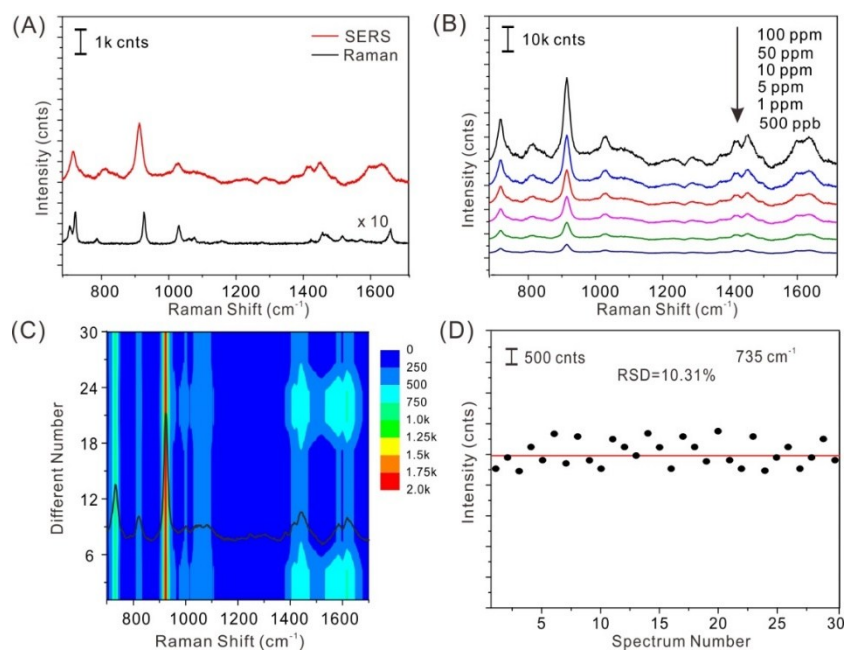 (A)
1k cnts
SERS
Raman
x 10
Intensity (cnts)
800 1000 1200 1400 1600
Raman Shift (cm⁻¹)
(B)
10k cnts
100 ppm
50 ppm
10 ppm
5 ppm
1 ppm
500 ppb
Intensity (cnts)
800 1000 1200 1400 1600
Raman Shift (cm⁻¹)
(C)
30
24
18
12
6
Different Number
800 1000 1200 1400 1600
Raman Shift (cm⁻¹)
0
250
500
750
1.0k
1.25k
1.5k
1.75k
2.0k
(D)
500 cnts
735 cm⁻¹
RSD=10.31%
Intensity (cnts)
5 10 15 20 25 30
Spectrum Number